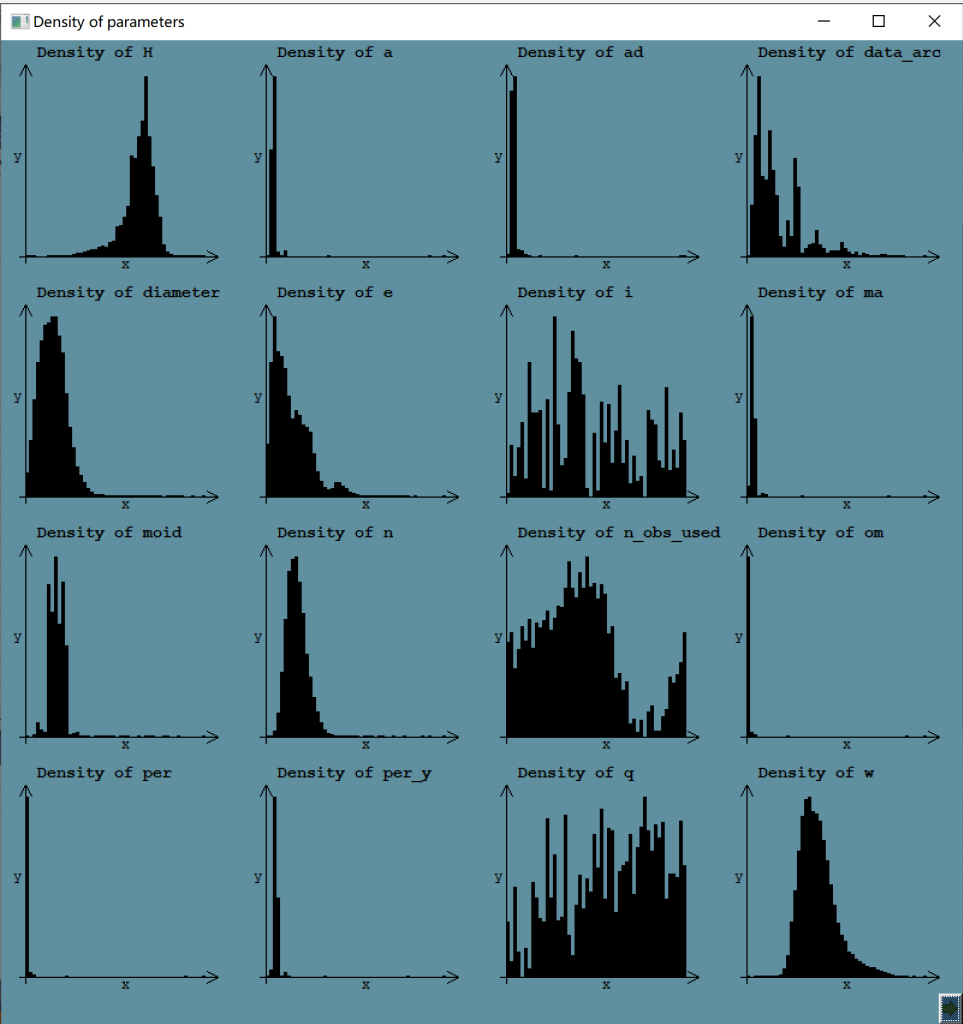 Density of parameters
Density of H
Density of a
Density of ad
Density of data_arc
y
y
y
y
x
x
x
x
Density of diameter
Density of e
Density of i
Density of ma
y
y
y
y
x
x
x
x
Density of moid
Density of n
Density of n_obs_used
Density of om
y
y
y
y
x
x
x
x
Density of per
Density of per_y
Density of q
Density of w
y
y
y
y
x
x
x
x